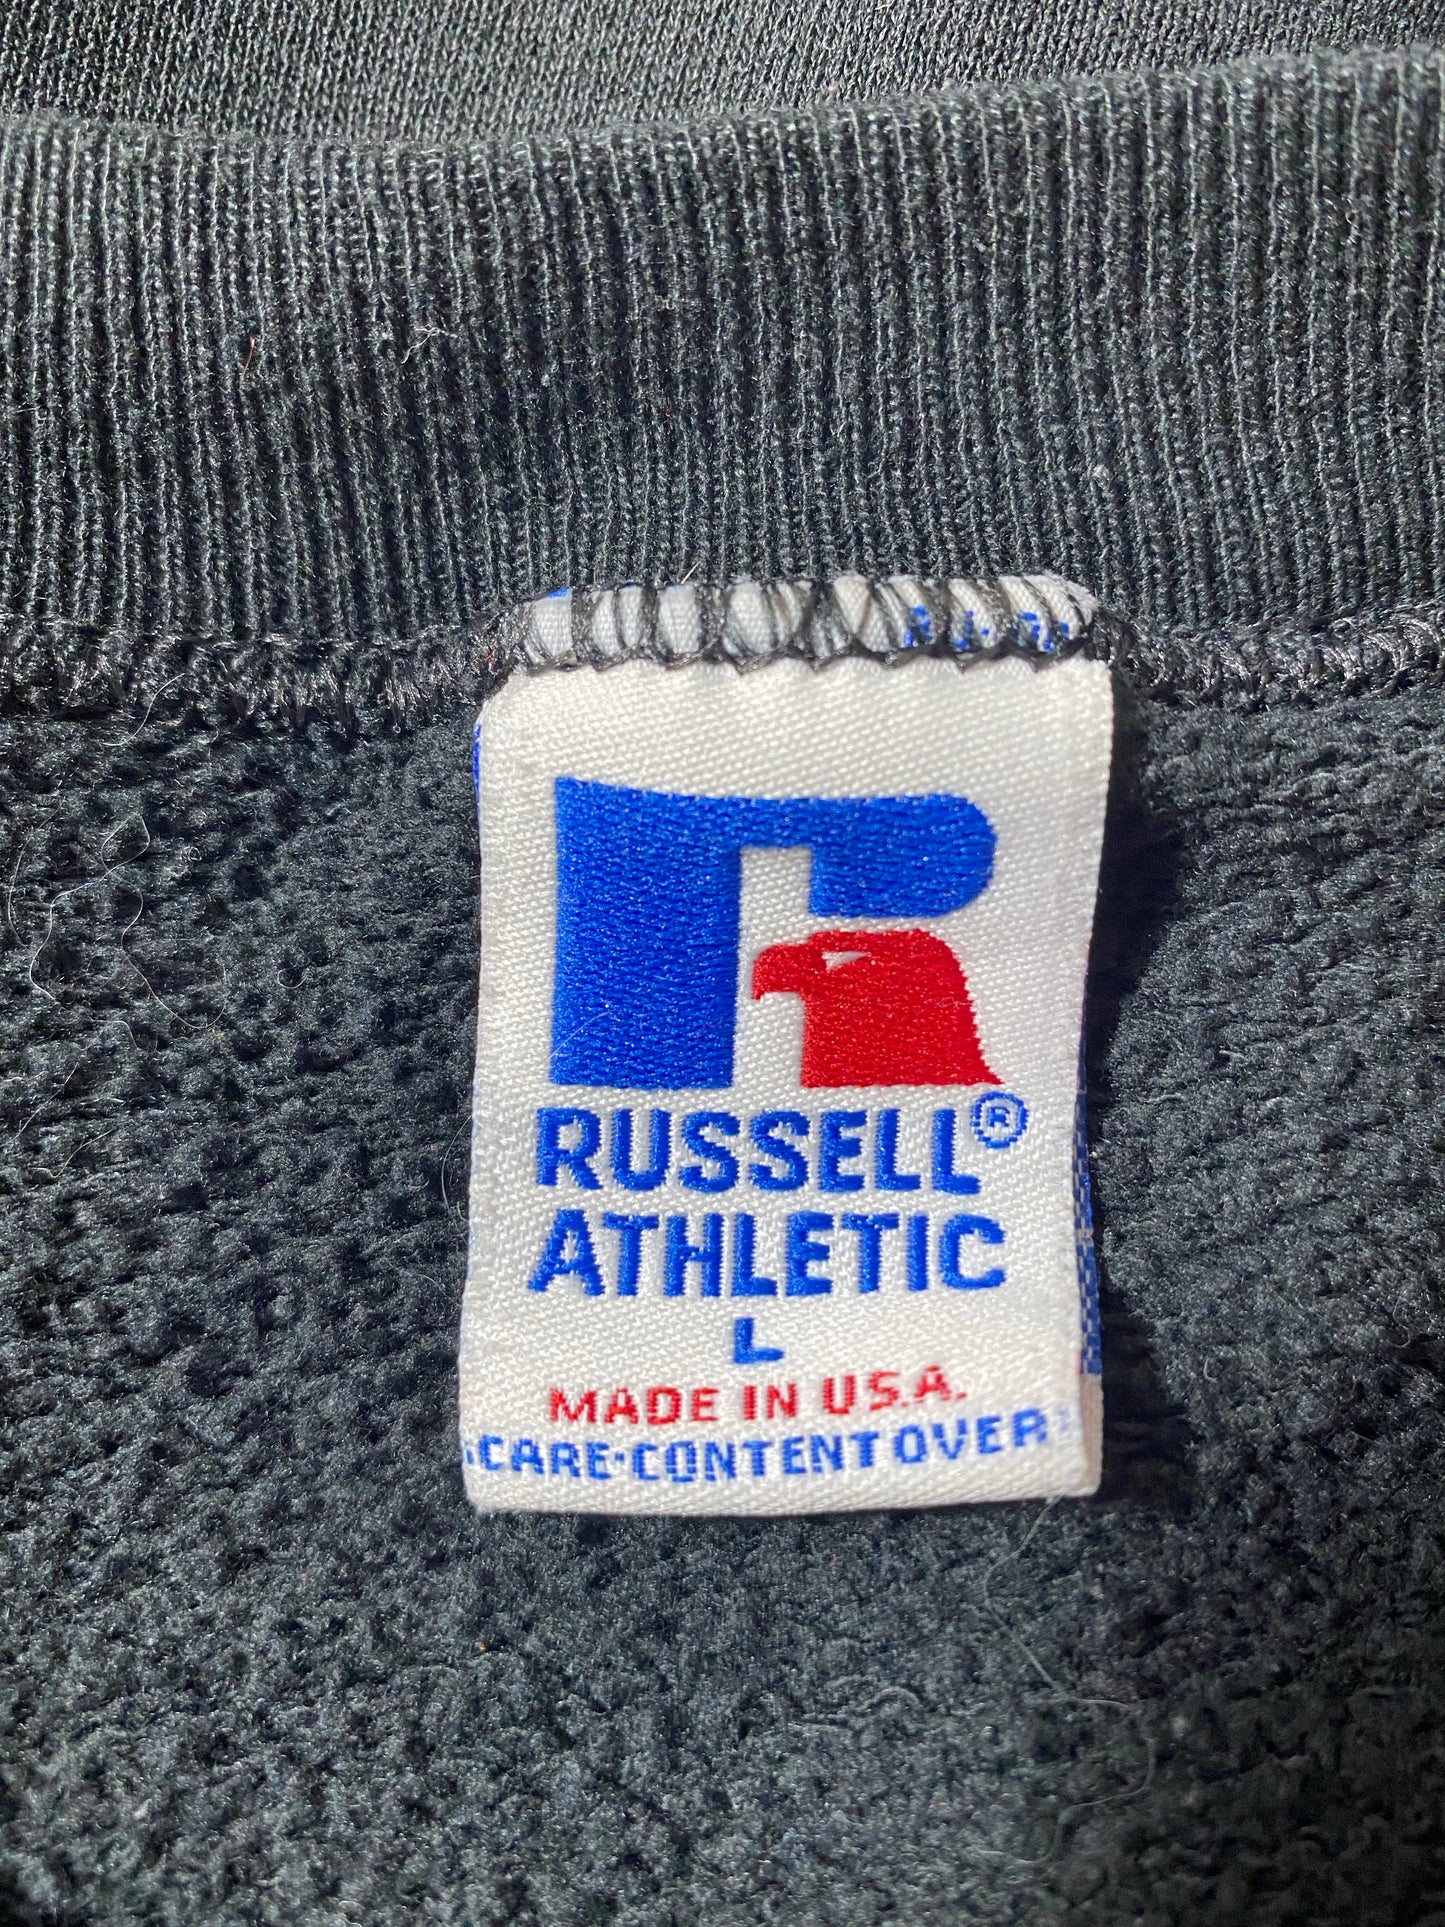 RUSSELL®
ATHLETIC
L
MADE IN U.S.A.
CARE·CONTENT OVER